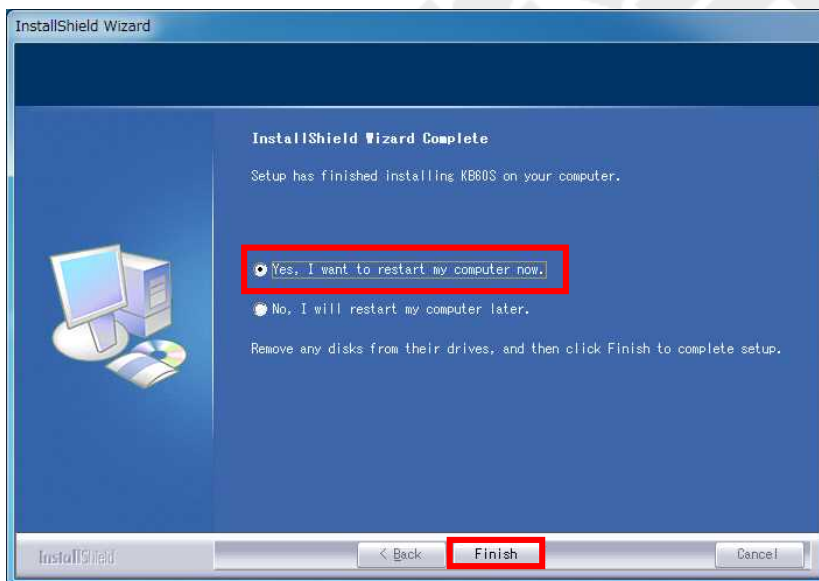 InstallShield Wizard
InstallShield Wizard Complete
Setup has finished installing KB60S on your computer.
Yes, I want to restart my computer now.
No, I will restart my computer later.
Remove any disks from their drives, and then click Finish to complete setup.
InstallShield
< Back
Finish
Cancel